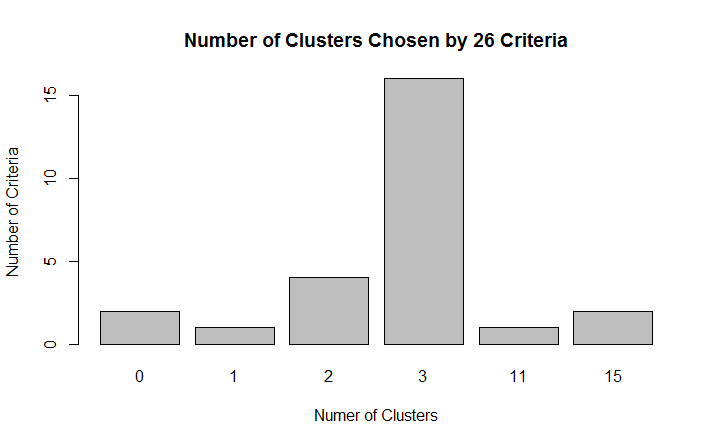 Number of Clusters Chosen by 26 Criteria
Number of Criteria
15
10
5
0
0 1 2 3 11 15
Numer of Clusters